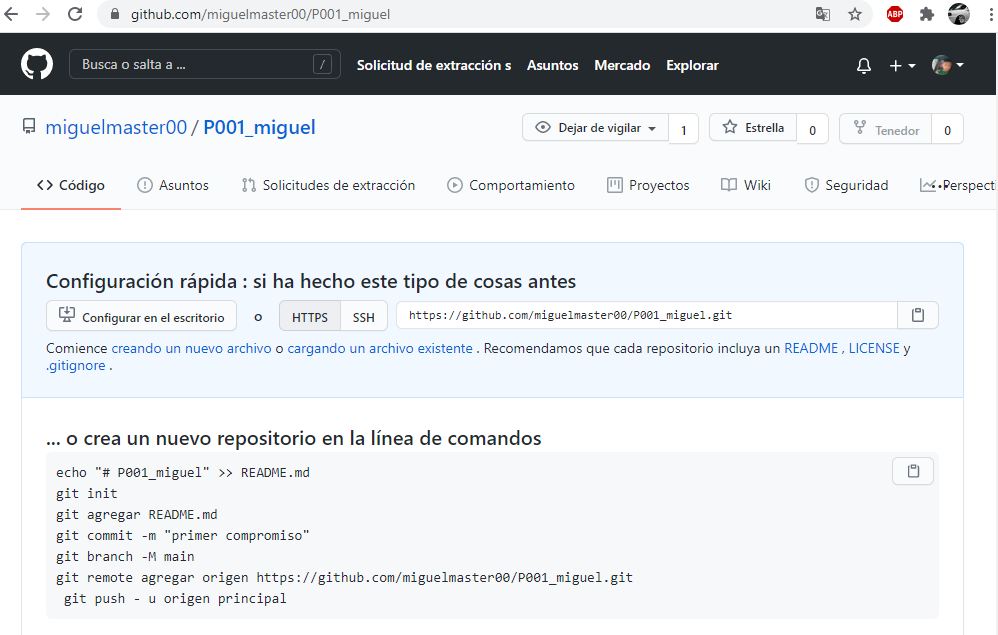 github.com/miguelmaster00/P001_miguel
ABP
Busca o salta a ... /
Solicitud de extracción s Asuntos Mercado Explorar
miguelmaster00 / P001_miguel
Dejar de vigilar 1 Estrella 0 Tenedor 0
Código Asuntos Solicitudes de extracción Comportamiento Proyectos Wiki Seguridad Perspecti
Configuración rápida : si ha hecho este tipo de cosas antes
Configurar en el escritorio o HTTPS SSH https://github.com/miguelmaster00/P001_miguel.git
Comience creando un nuevo archivo o cargando un archivo existente . Recomendamos que cada repositorio incluya un README , LICENSE y
.gitignore .
... o crea un nuevo repositorio en la línea de comandos
echo "# P001_miguel" >> README.md
git init
git agregar README.md
git commit -m "primer compromiso"
git branch -M main
git remote agregar origen https://github.com/miguelmaster00/P001_miguel.git
git push - u origen principal